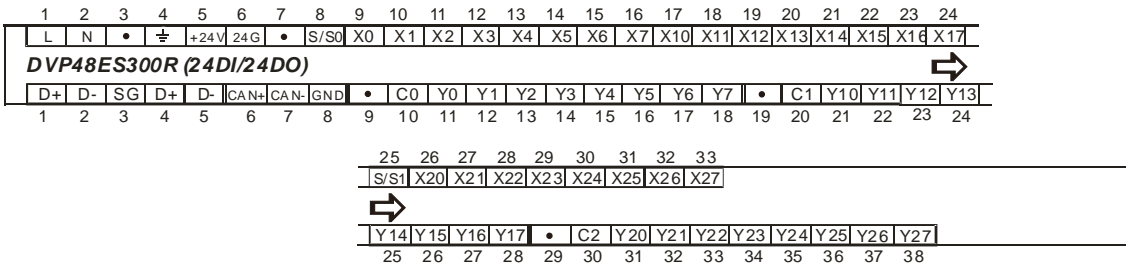 1 2 3 4 5 6 7 8 9 10 11 12 13 14 15 16 17 18 19 20 21 22 23 24
L N • ⏚ +24V 24G • S/S0 X0 X1 X2 X3 X4 X5 X6 X7 X10 X11 X12 X13 X14 X15 X16 X17
DVP48ES300R (24DI/24DO)
D+ D- SG D+ D- CAN+ CAN- GND • C0 Y0 Y1 Y2 Y3 Y4 Y5 Y6 Y7 • C1 Y10 Y11 Y12 Y13
1 2 3 4 5 6 7 8 9 10 11 12 13 14 15 16 17 18 19 20 21 22 23 24
25 26 27 28 29 30 31 32 33
S/S1 X20 X21 X22 X23 X24 X25 X26 X27
Y14 Y15 Y16 Y17 • C2 Y20 Y21 Y22 Y23 Y24 Y25 Y26 Y27
25 26 27 28 29 30 31 32 33 34 35 36 37 38